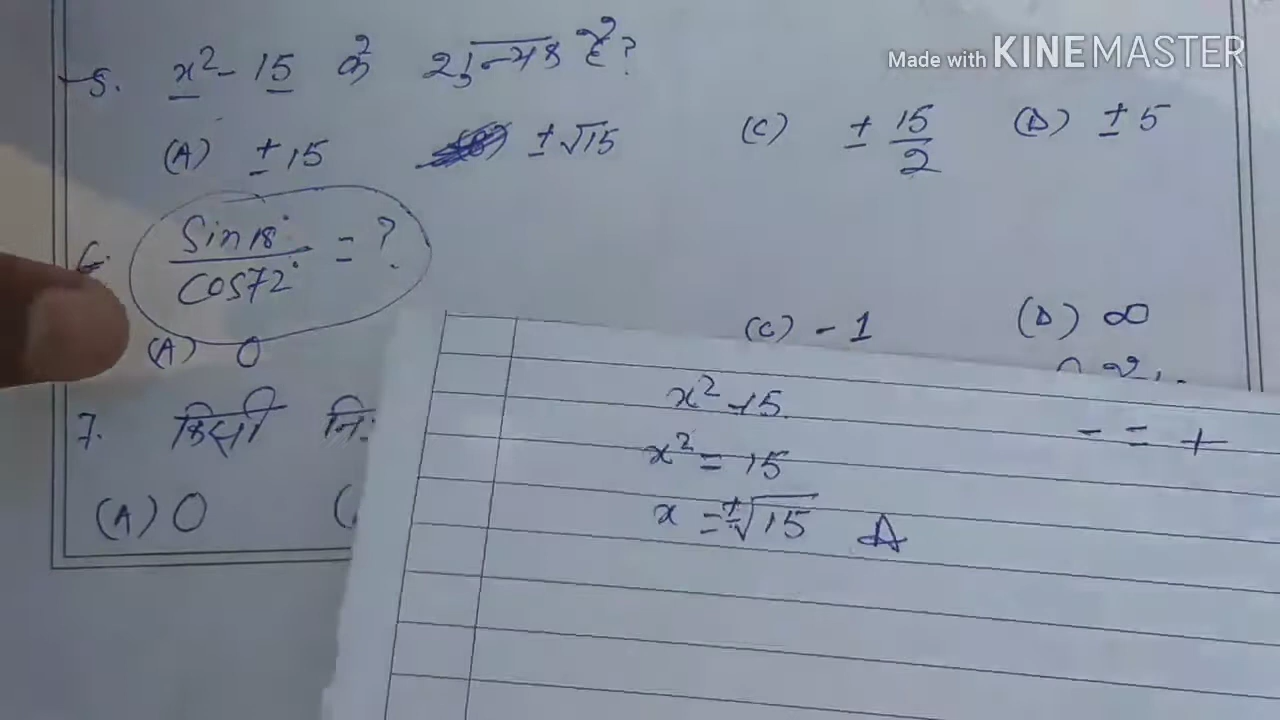 Made with KINEMASTER
5. x² - 15 के शून्यक है?
(A) ± 15 ± √15 (C) ± 15/2 (D) ± 5
6. Sin18°/Cos72° = ?
(A) 0 (C) - 1 (D) ∞
7. किसी
(A) 0
x² - 15
x² = 15
x = ±√15 A
- = +